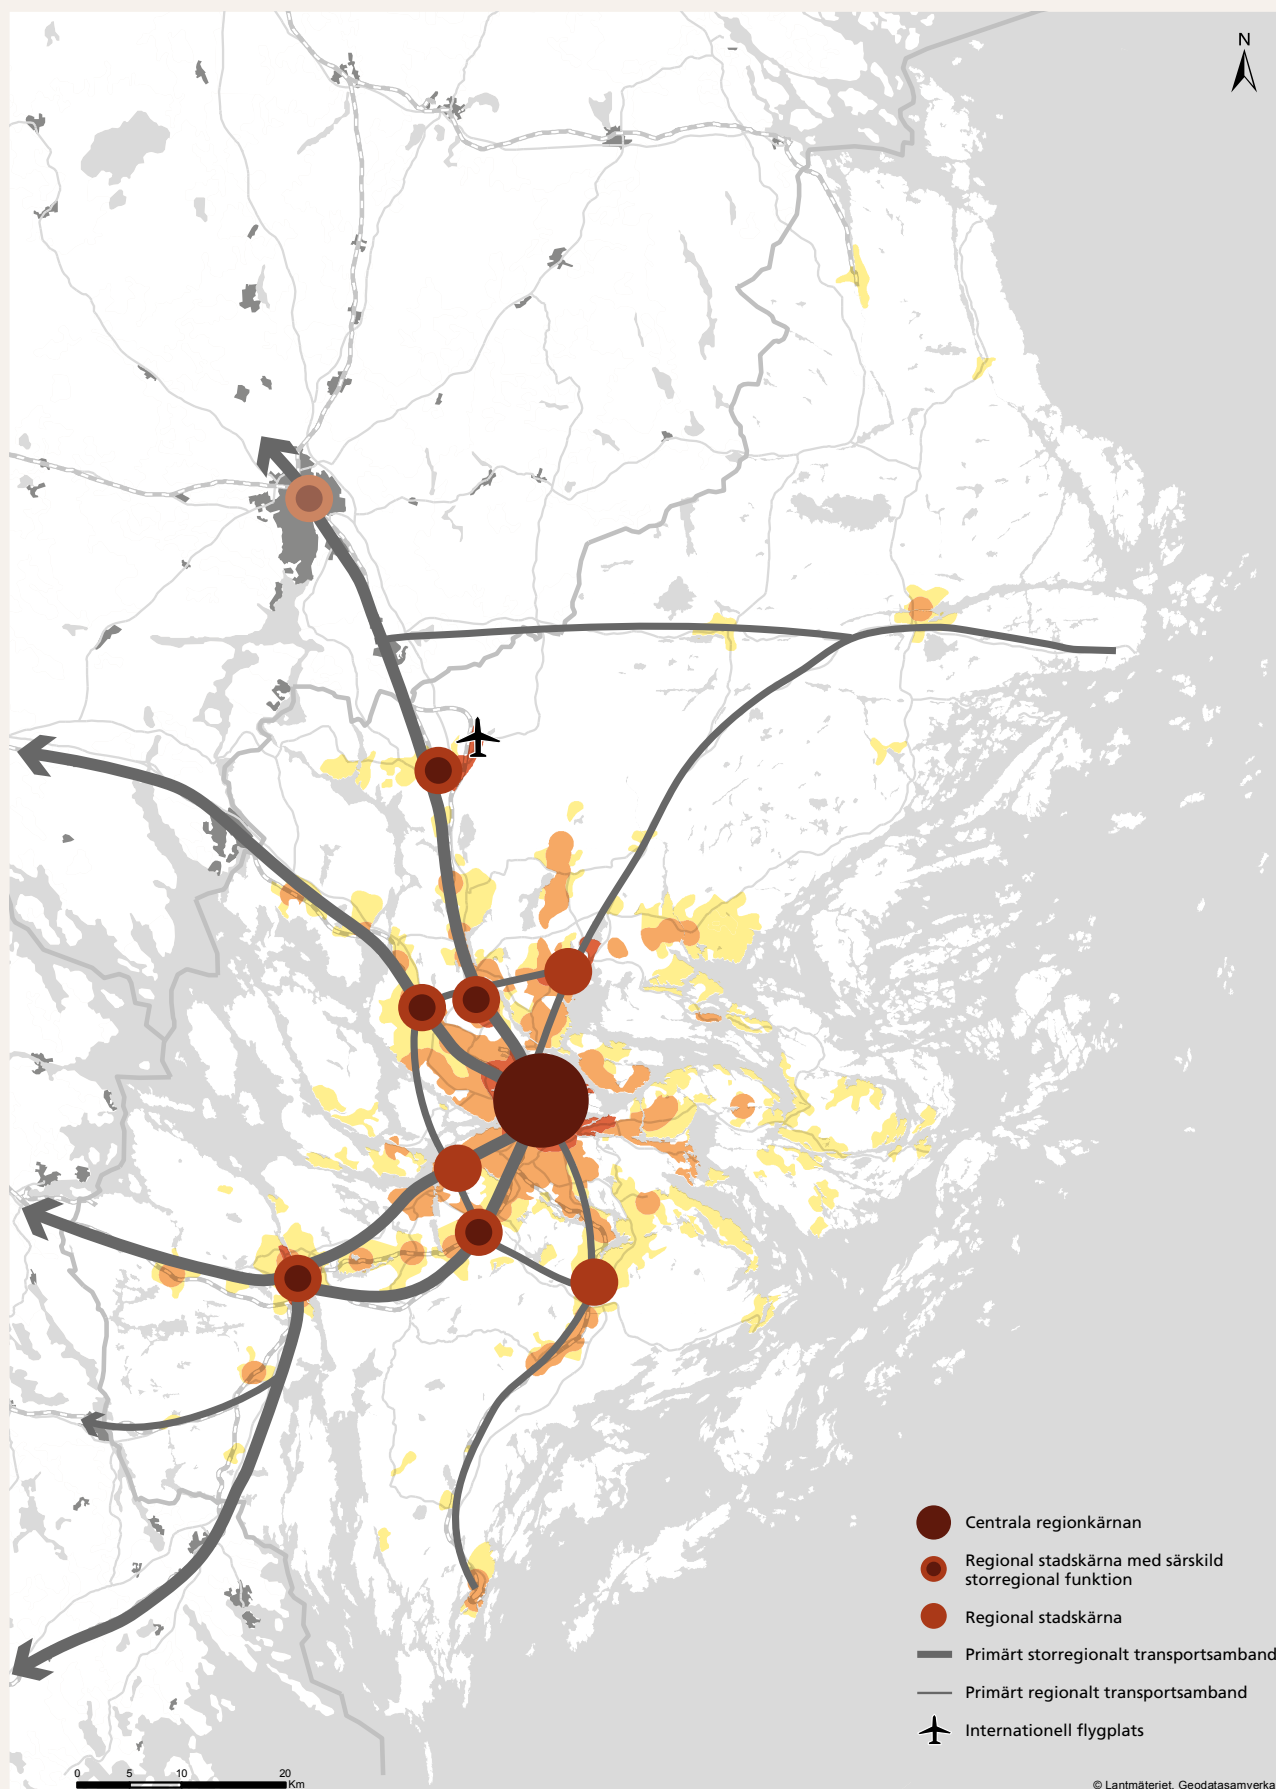 N
Centrala regionkärnan
Regional stadskärna med särskild
storregional funktion
Regional stadskärna
Primärt storregionalt transportsamband
Primärt regionalt transportsamband
Internationell flygplats
0 5 10 20
Km
© Lantmäteriet, Geodatasamverka